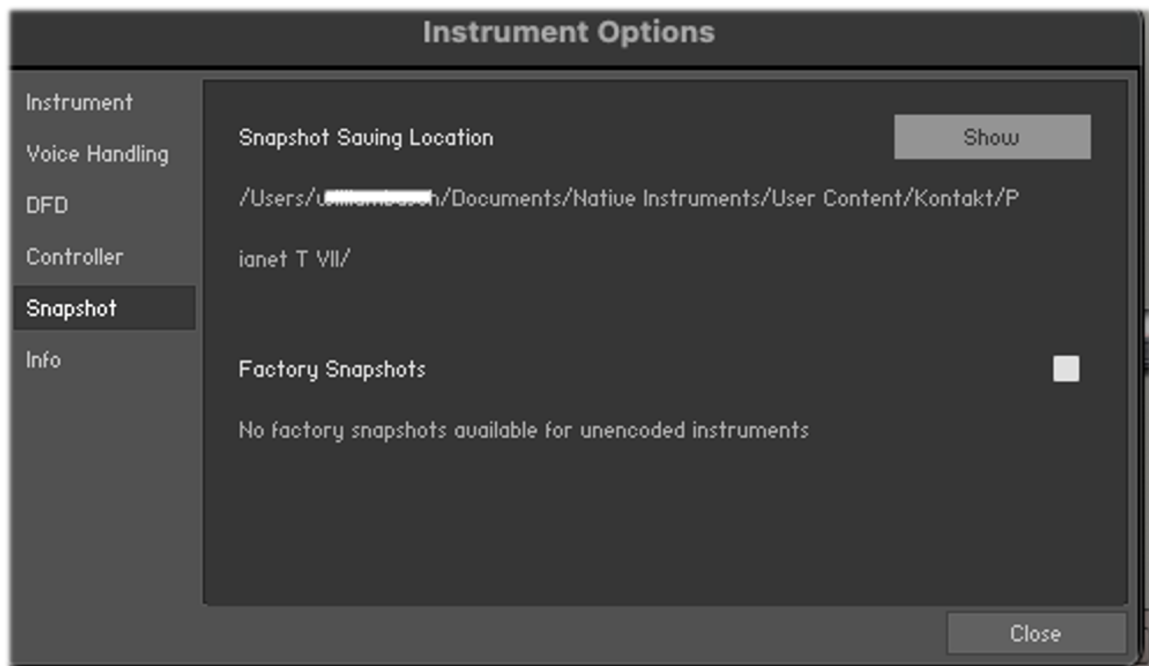 Instrument Options
Instrument
Voice Handling
DFD
Controller
Snapshot
Info
Snapshot Saving Location
Show
/Users/ /Documents/Native Instruments/User Content/Kontakt/P
ianet T VII/
Factory Snapshots
No factory snapshots available for unencoded instruments
Close